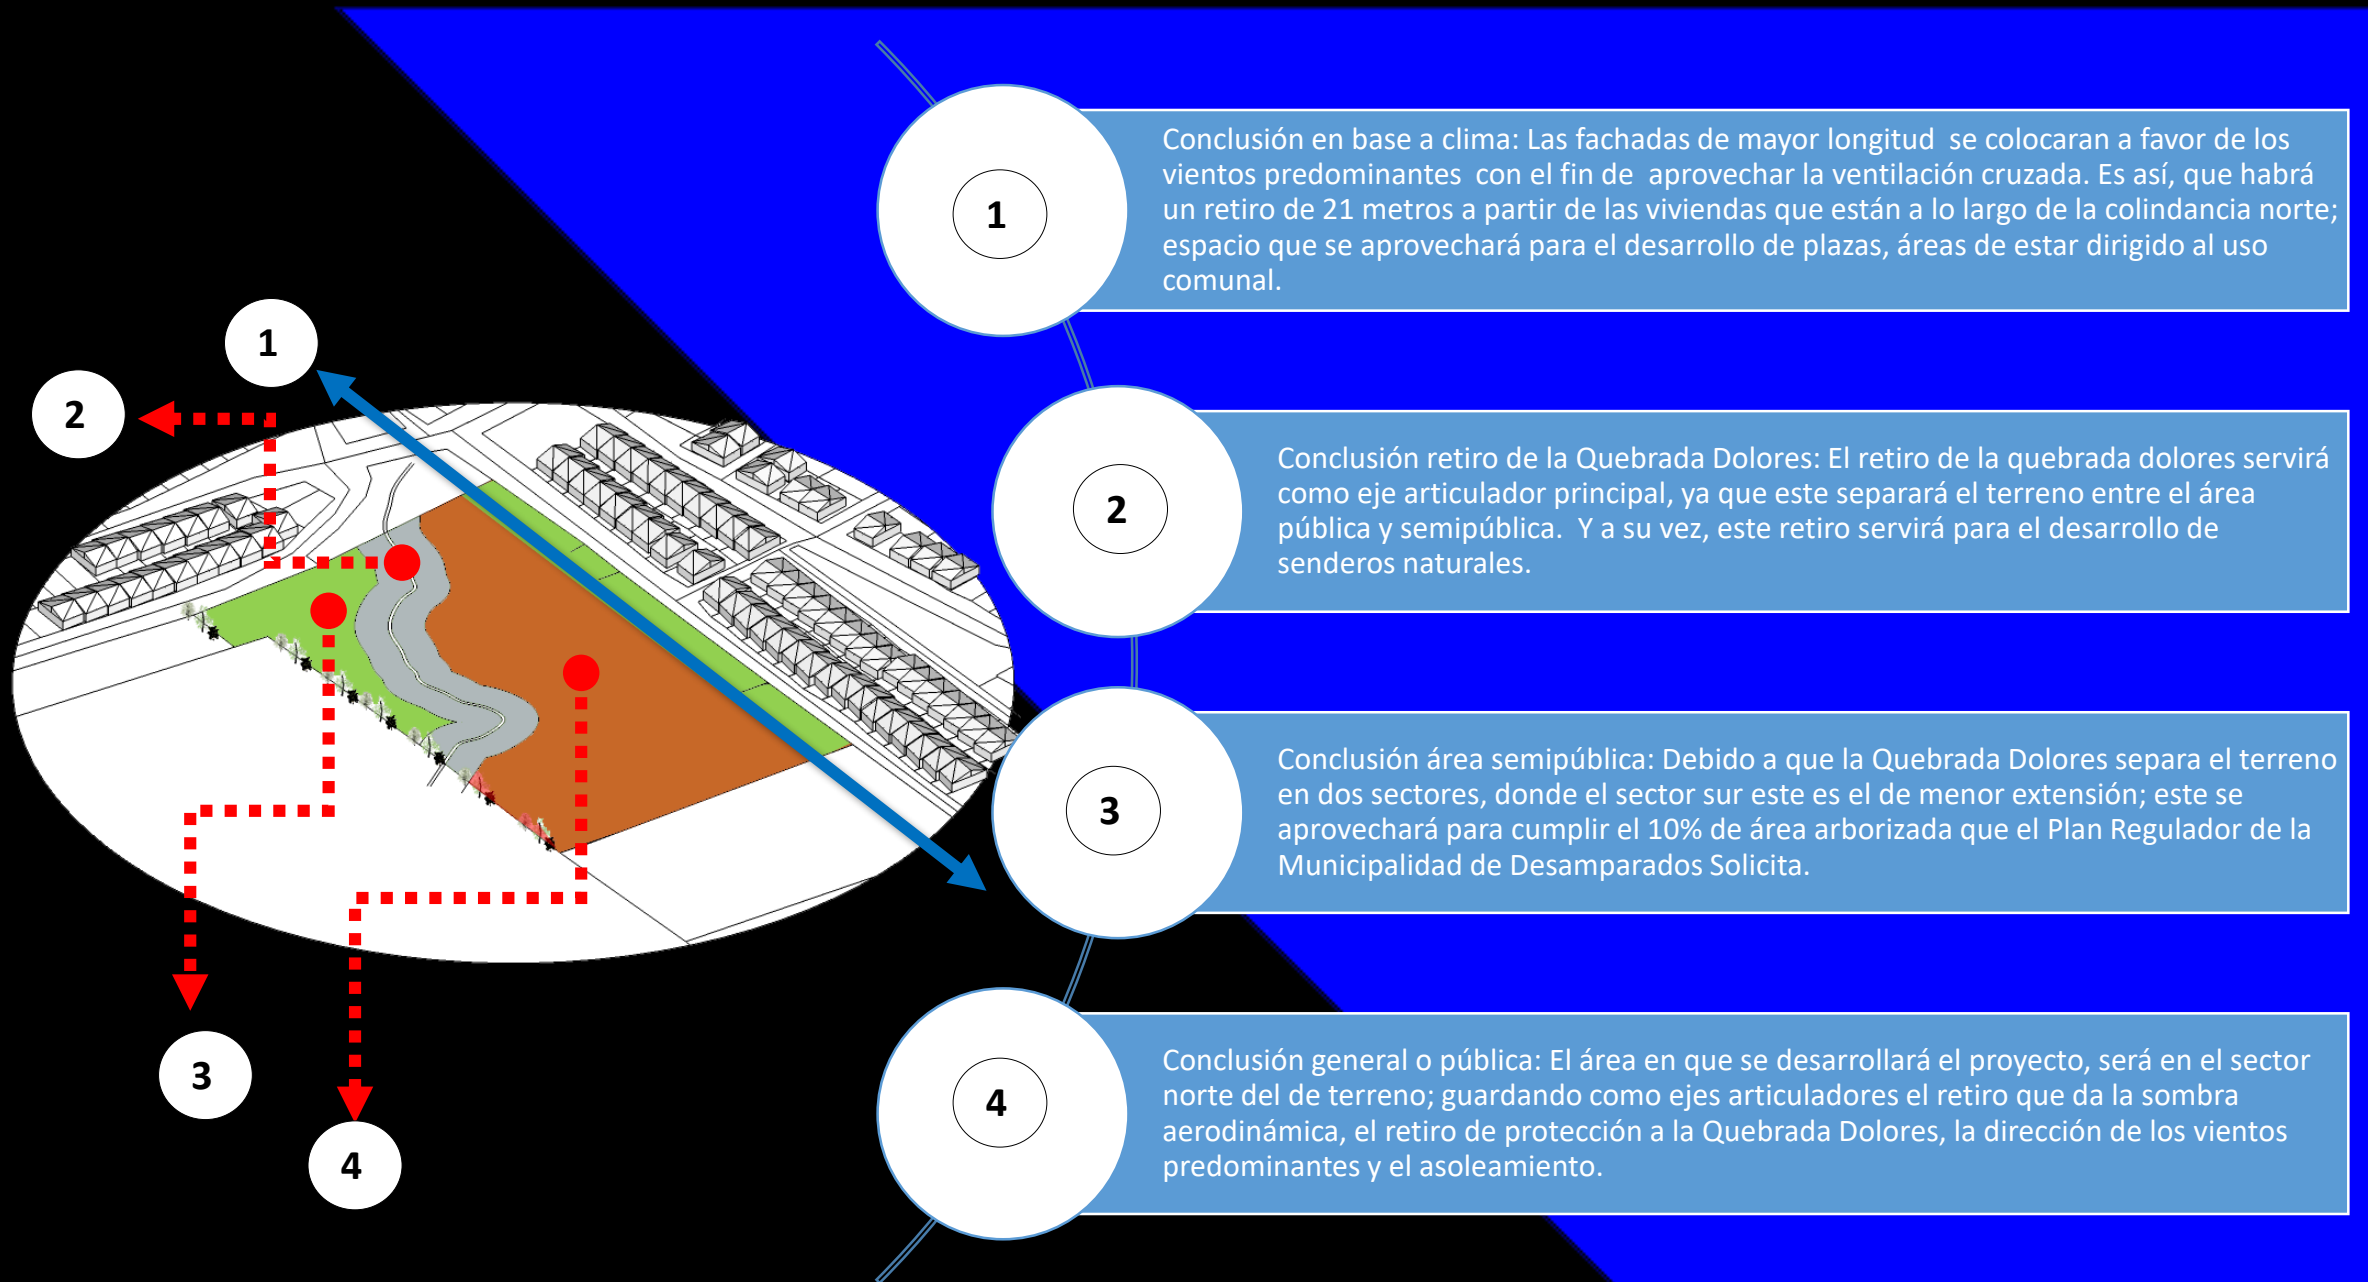 1
Conclusión en base a clima: Las fachadas de mayor longitud se colocaran a favor de los
vientos predominantes con el fin de aprovechar la ventilación cruzada. Es así, que habrá
un retiro de 21 metros a partir de las viviendas que están a lo largo de la colindancia norte;
espacio que se aprovechará para el desarrollo de plazas, áreas de estar dirigido al uso
comunal.
2
Conclusión retiro de la Quebrada Dolores: El retiro de la quebrada dolores servirá
como eje articulador principal, ya que este separará el terreno entre el área
pública y semipública. Y a su vez, este retiro servirá para el desarrollo de
senderos naturales.
3
Conclusión área semipública: Debido a que la Quebrada Dolores separa el terreno
en dos sectores, donde el sector sur este es el de menor extensión; este se
aprovechará para cumplir el 10% de área arborizada que el Plan Regulador de la
Municipalidad de Desamparados Solicita.
4
Conclusión general o pública: El área en que se desarrollará el proyecto, será en el sector
norte del de terreno; guardando como ejes articuladores el retiro que da la sombra
aerodinámica, el retiro de protección a la Quebrada Dolores, la dirección de los vientos
predominantes y el asoleamiento.
1
2
3
4